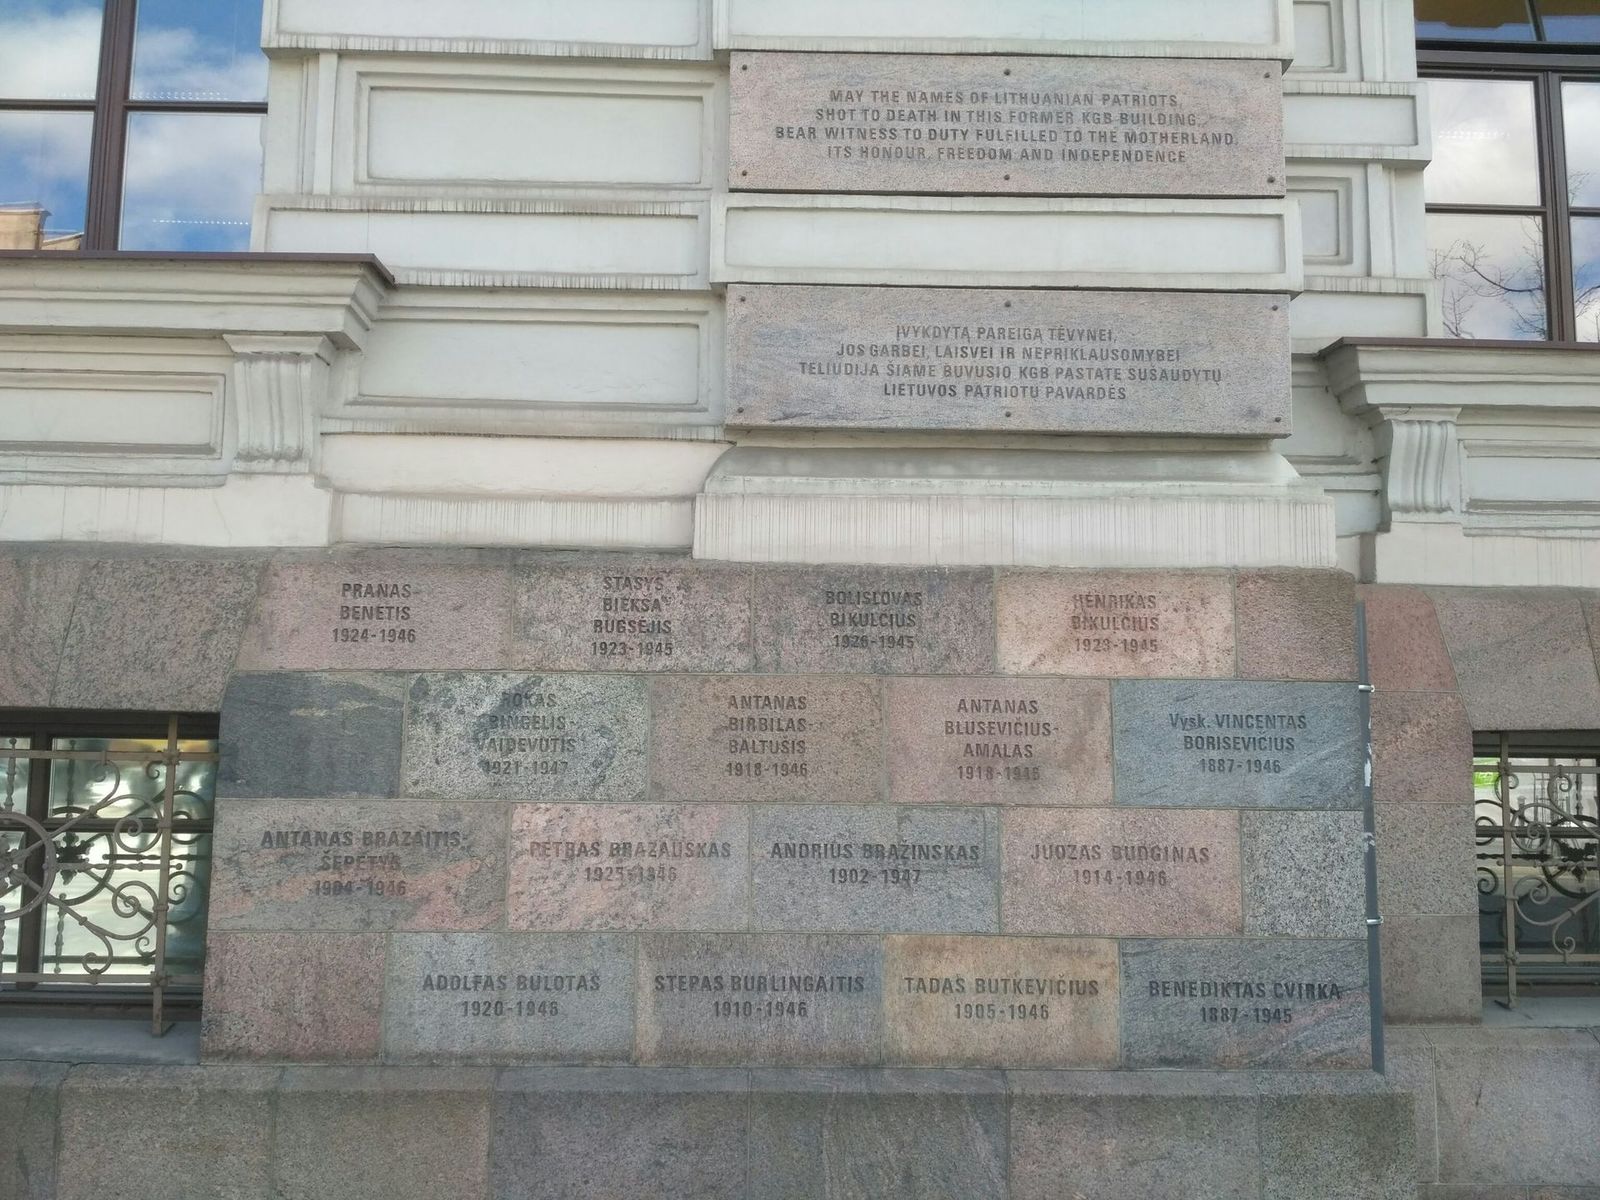 MAY THE NAMES OF LITHUANIAN PATRIOTS,
SHOT TO DEATH IN THIS FORMER KGB BUILDING,
BEAR WITNESS TO DUTY FULFILLED TO THE MOTHERLAND,
ITS HONOUR, FREEDOM AND INDEPENDENCE
ĮVYKDYTĄ PAREIGĄ TĖVYNEI,
JOS GARBEI, LAISVEI IR NEPRIKLAUSOMYBEI
TELIUDIJA ŠIAME BUVUSIO KGB PASTATE SUŠAUDYTŲ
LIETUVOS PATRIOTŲ PAVARDĖS
PRANAS
BENETIS
1924-1946
STASYS
BIEKŠA
RUGSĖJIS
1923-1945
BOLISLOVAS
BIKULČIUS
1926-1945
HENRIKAS
BIKULČIUS
1923-1945
ROKAS
BINGELIS-
VAIDEVUTIS
1921-1947
ANTANAS
BIRBILAS-
BALTUŠIS
1918-1946
ANTANAS
BLUSEVIČIUS-
AMALAS
1918-1946
Vysk. VINCENTAS
BORISEVIČIUS
1887-1946
ANTANAS BRAZAITIS-
ŠEPETYS
1904-1946
PETRAS BRAZAUSKAS
1925-1946
ANDRIUS BRAŽINSKAS
1902-1947
JUOZAS BUDGINAS
1914-1946
ADOLFAS BULOTAS
1920-1946
STEPAS BURLINGAITIS
1910-1946
TADAS BUTKEVIČIUS
1905-1946
BENEDIKTAS CVIRKA
1887-1945